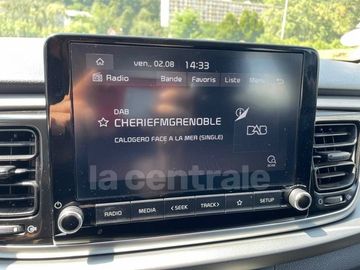 ven., 02.08 14:33
Radio Bande Favoris Liste Menu
DAB
CHERIEFMGRENOBLE
CALOGERO FACE A LA MER (SINGLE)
DAB
la centrale
RADIO MEDIA <SEEK TRACK> SETUP